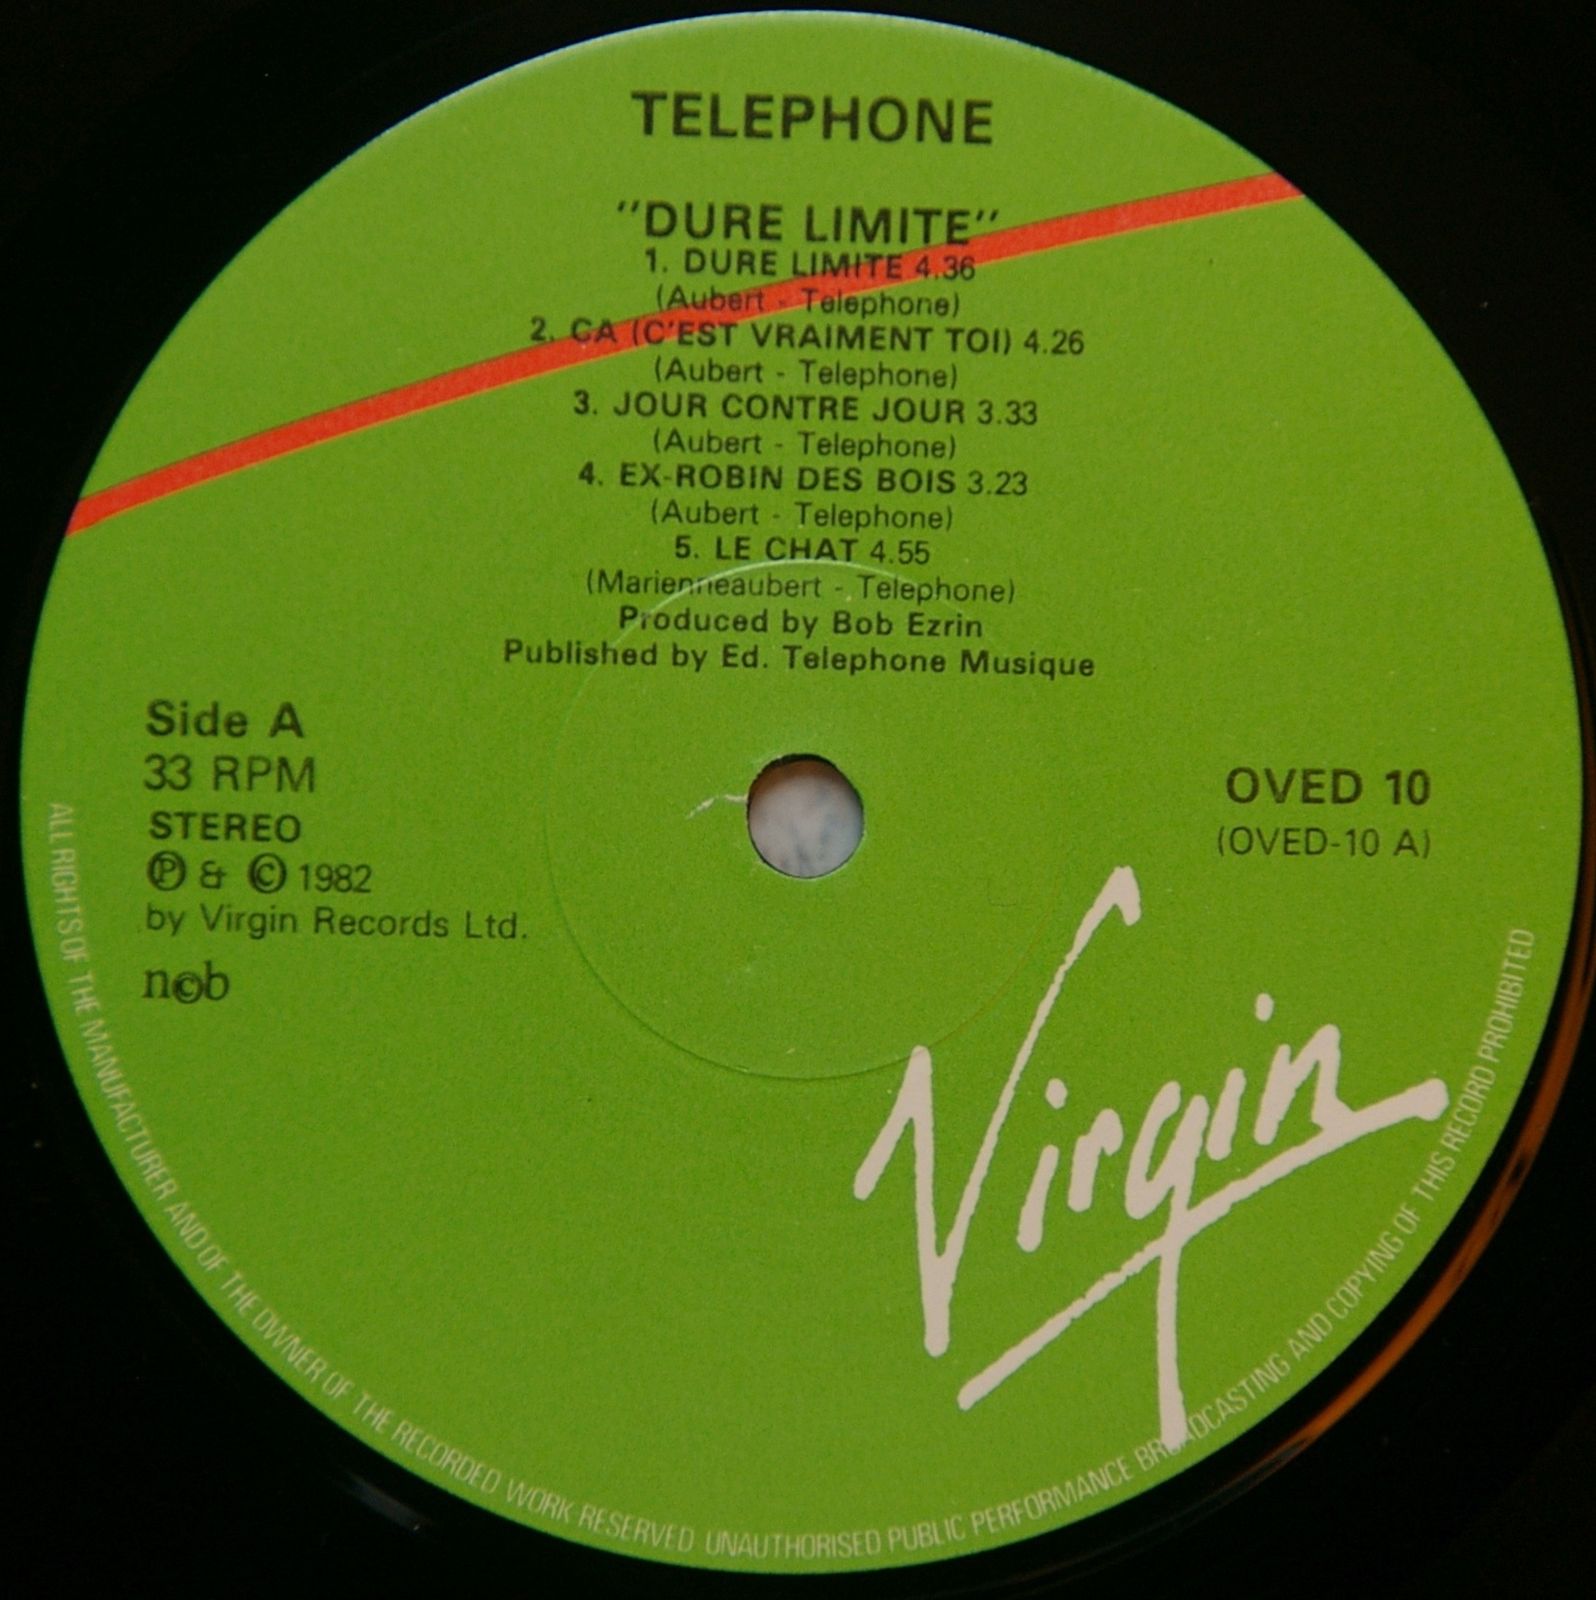 TELEPHONE
"DURE LIMITE"
1. DURE LIMITE 4.36
(Aubert - Telephone)
2. CA (C'EST VRAIMENT TOI) 4.26
(Aubert - Telephone)
3. JOUR CONTRE JOUR 3.33
(Aubert - Telephone)
4. EX-ROBIN DES BOIS 3.23
(Aubert - Telephone)
5. LE CHAT 4.55
(Marienneaubert - Telephone)
Produced by Bob Ezrin
Published by Ed. Telephone Musique
Side A
33 RPM
STEREO
Ⓟ & © 1982
by Virgin Records Ltd.
n©b
OVED 10
(OVED-10 A)
Virgin
ALL RIGHTS OF THE MANUFACTURER AND OF THE OWNER OF THE RECORDED WORK RESERVED UNAUTHORISED PUBLIC PERFORMANCE BROADCASTING AND COPYING OF THIS RECORD PROHIBITED